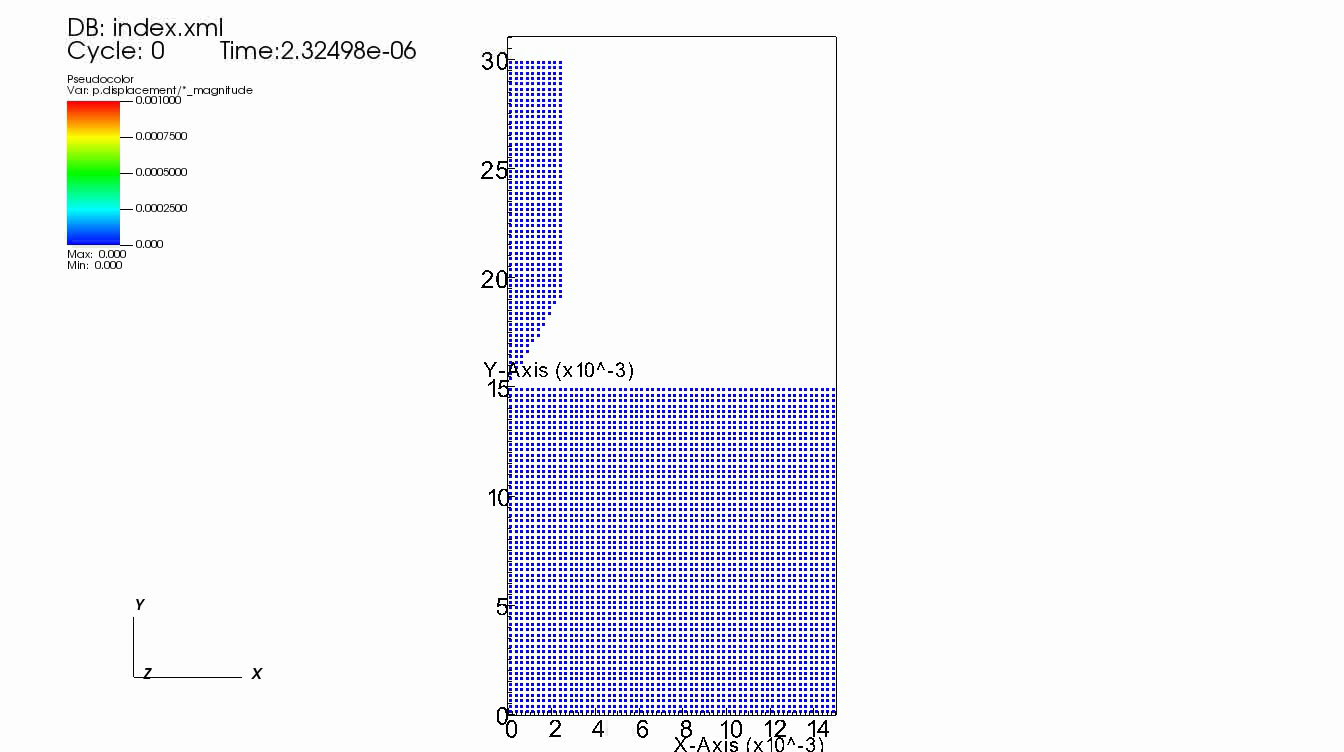 DB: index.xml
Cycle: 0 Time:2.32498e-06
Pseudocolor
Var: p.displacement/*_magnitude
0.001000
0.0007500
0.0005000
0.0002500
0.000
Max: 0.000
Min: 0.000
30
25
20
Y-Axis (x10^-3)
15
10
5
0
0 2 4 6 8 10 12 14
X-Axis (x10^-3)
Y
Z X